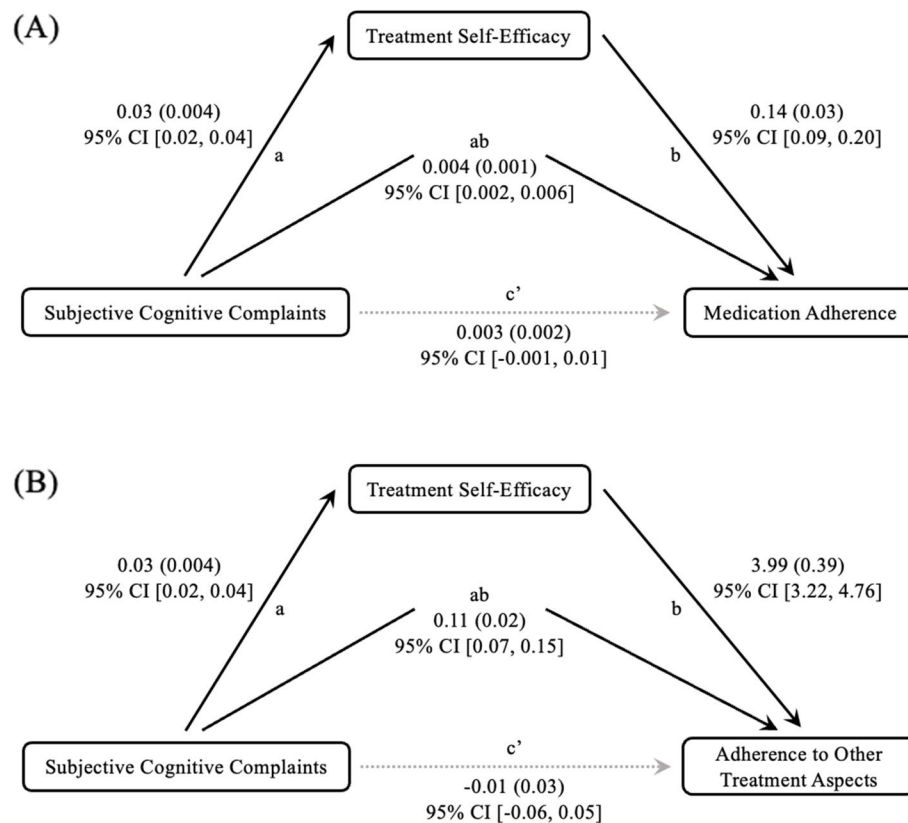 (A)
Treatment Self-Efficacy
0.03 (0.004)
95% CI [0.02, 0.04]
a
ab
0.004 (0.001)
95% CI [0.002, 0.006]
b
0.14 (0.03)
95% CI [0.09, 0.20]
Subjective Cognitive Complaints
c’
0.003 (0.002)
95% CI [-0.001, 0.01]
Medication Adherence
(B)
Treatment Self-Efficacy
0.03 (0.004)
95% CI [0.02, 0.04]
a
ab
0.11 (0.02)
95% CI [0.07, 0.15]
b
3.99 (0.39)
95% CI [3.22, 4.76]
Subjective Cognitive Complaints
c’
-0.01 (0.03)
95% CI [-0.06, 0.05]
Adherence to Other
Treatment Aspects